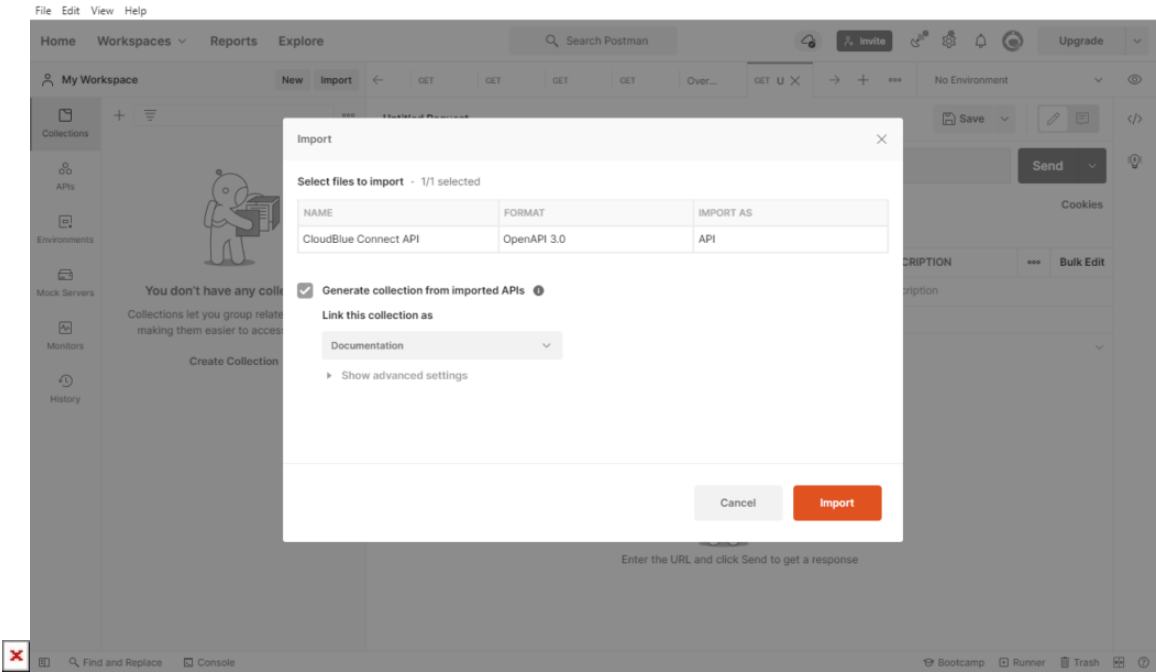 File Edit View Help
Home Workspaces Reports Explore Search Postman Invite Upgrade
My Workspace New Import GET GET GET GET Over... GET U No Environment
Collections
APIs
Environments
Mock Servers
Monitors
History
Untitled Request
Save
Send
Cookies
CRIPTION Bulk Edit
cription
You don't have any colle
Collections let you group relate
making them easier to acces
Create Collection
Import
Select files to import - 1/1 selected
NAME FORMAT IMPORT AS
CloudBlue Connect API OpenAPI 3.0 API
Generate collection from imported APIs
Link this collection as
Documentation
Show advanced settings
Cancel Import
Enter the URL and click Send to get a response
Find and Replace Console Bootcamp Runner Trash